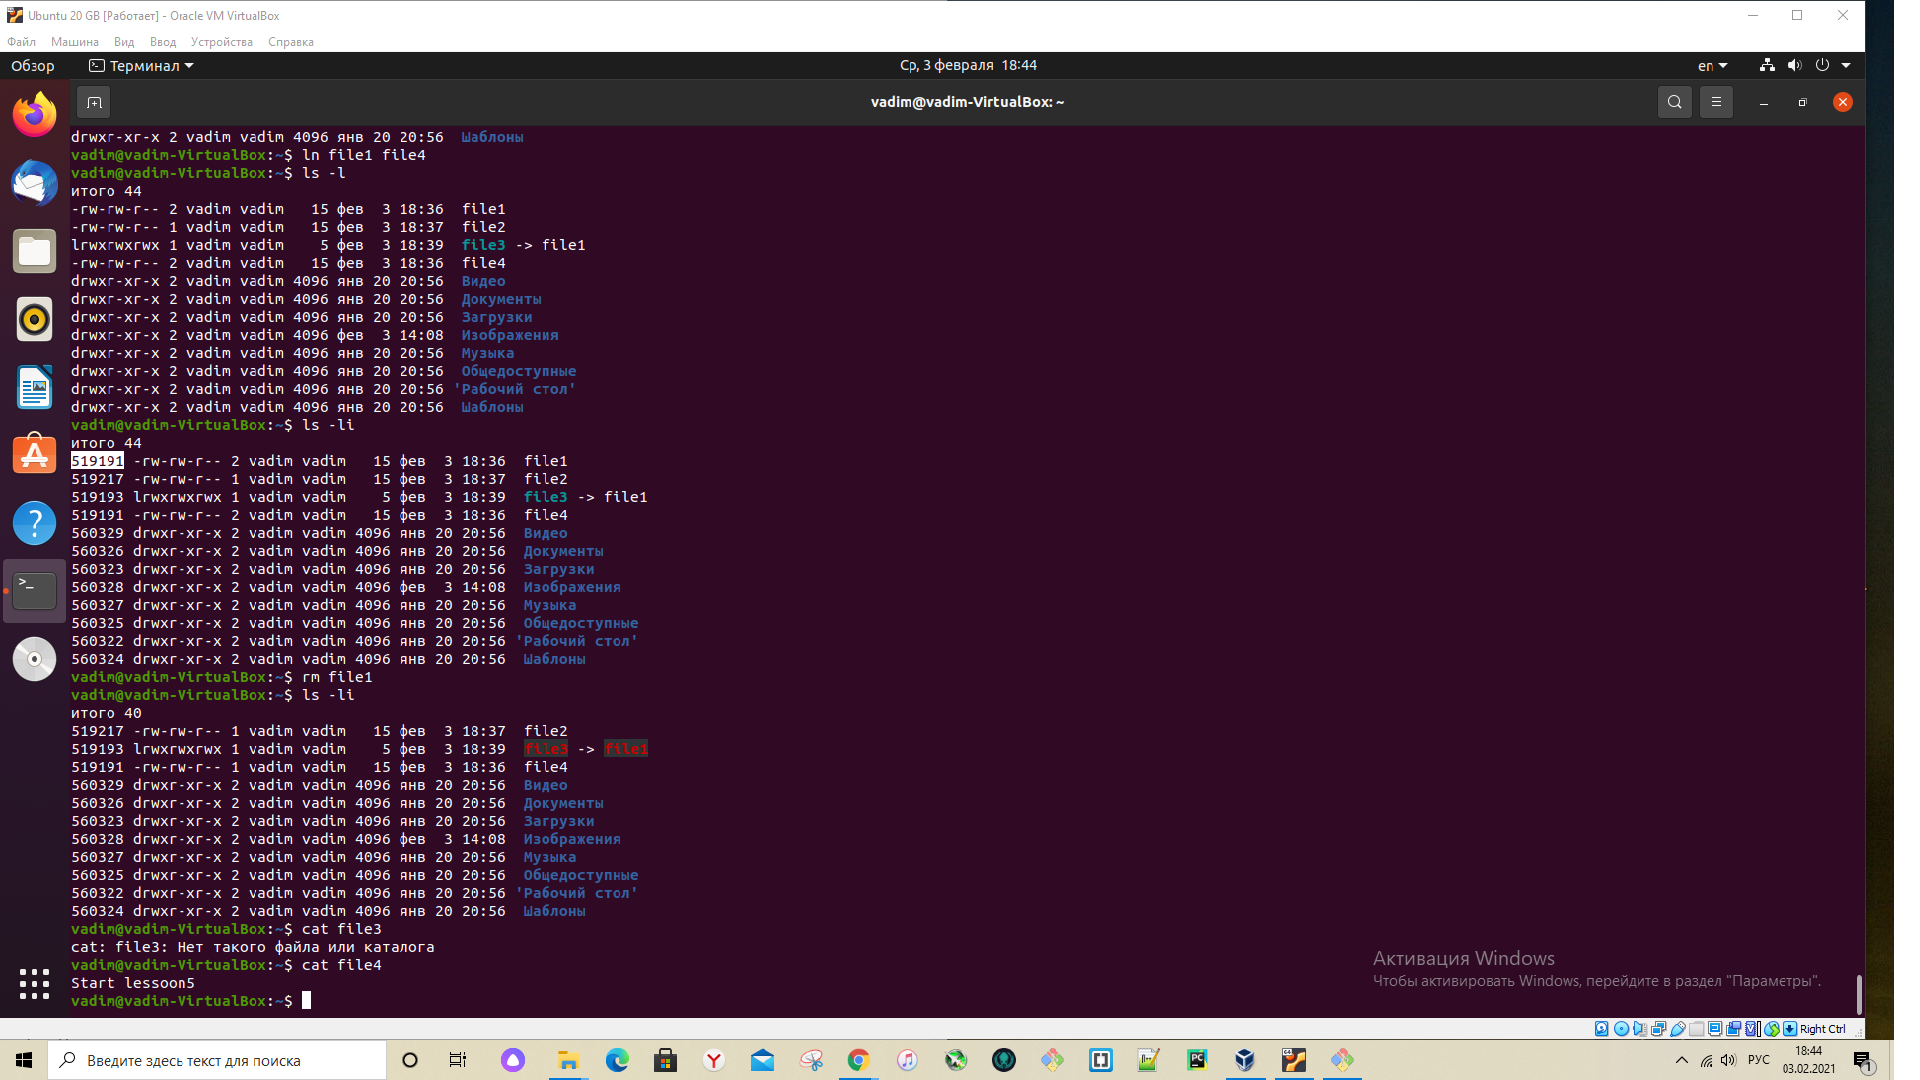 Ubuntu 20 GB [Работает] - Oracle VM VirtualBox
Файл Машина Вид Ввод Устройства Справка
Обзор Терминал Ср, 3 февраля 18:44 en
vadim@vadim-VirtualBox: ~
drwxr-xr-x 2 vadim vadim 4096 янв 20 20:56 Шаблоны
vadim@vadim-VirtualBox:~$ ln file1 file4
vadim@vadim-VirtualBox:~$ ls -l
итого 44
-rw-rw-r-- 2 vadim vadim 15 фев 3 18:36 file1
-rw-rw-r-- 1 vadim vadim 15 фев 3 18:37 file2
lrwxrwxrwx 1 vadim vadim 5 фев 3 18:39 file3 -> file1
-rw-rw-r-- 2 vadim vadim 15 фев 3 18:36 file4
drwxr-xr-x 2 vadim vadim 4096 янв 20 20:56 Видео
drwxr-xr-x 2 vadim vadim 4096 янв 20 20:56 Документы
drwxr-xr-x 2 vadim vadim 4096 янв 20 20:56 Загрузки
drwxr-xr-x 2 vadim vadim 4096 фев 3 14:08 Изображения
drwxr-xr-x 2 vadim vadim 4096 янв 20 20:56 Музыка
drwxr-xr-x 2 vadim vadim 4096 янв 20 20:56 Общедоступные
drwxr-xr-x 2 vadim vadim 4096 янв 20 20:56 'Рабочий стол'
drwxr-xr-x 2 vadim vadim 4096 янв 20 20:56 Шаблоны
vadim@vadim-VirtualBox:~$ ls -li
итого 44
519191 -rw-rw-r-- 2 vadim vadim 15 фев 3 18:36 file1
519217 -rw-rw-r-- 1 vadim vadim 15 фев 3 18:37 file2
519193 lrwxrwxrwx 1 vadim vadim 5 фев 3 18:39 file3 -> file1
519191 -rw-rw-r-- 2 vadim vadim 15 фев 3 18:36 file4
560329 drwxr-xr-x 2 vadim vadim 4096 янв 20 20:56 Видео
560326 drwxr-xr-x 2 vadim vadim 4096 янв 20 20:56 Документы
560323 drwxr-xr-x 2 vadim vadim 4096 янв 20 20:56 Загрузки
560328 drwxr-xr-x 2 vadim vadim 4096 фев 3 14:08 Изображения
560327 drwxr-xr-x 2 vadim vadim 4096 янв 20 20:56 Музыка
560325 drwxr-xr-x 2 vadim vadim 4096 янв 20 20:56 Общедоступные
560322 drwxr-xr-x 2 vadim vadim 4096 янв 20 20:56 'Рабочий стол'
560324 drwxr-xr-x 2 vadim vadim 4096 янв 20 20:56 Шаблоны
vadim@vadim-VirtualBox:~$ rm file1
vadim@vadim-VirtualBox:~$ ls -li
итого 40
519217 -rw-rw-r-- 1 vadim vadim 15 фев 3 18:37 file2
519193 lrwxrwxrwx 1 vadim vadim 5 фев 3 18:39 file3 -> file1
519191 -rw-rw-r-- 1 vadim vadim 15 фев 3 18:36 file4
560329 drwxr-xr-x 2 vadim vadim 4096 янв 20 20:56 Видео
560326 drwxr-xr-x 2 vadim vadim 4096 янв 20 20:56 Документы
560323 drwxr-xr-x 2 vadim vadim 4096 янв 20 20:56 Загрузки
560328 drwxr-xr-x 2 vadim vadim 4096 фев 3 14:08 Изображения
560327 drwxr-xr-x 2 vadim vadim 4096 янв 20 20:56 Музыка
560325 drwxr-xr-x 2 vadim vadim 4096 янв 20 20:56 Общедоступные
560322 drwxr-xr-x 2 vadim vadim 4096 янв 20 20:56 'Рабочий стол'
560324 drwxr-xr-x 2 vadim vadim 4096 янв 20 20:56 Шаблоны
vadim@vadim-VirtualBox:~$ cat file3
cat: file3: Нет такого файла или каталога
vadim@vadim-VirtualBox:~$ cat file4
Start lessoon5
vadim@vadim-VirtualBox:~$
Активация Windows
Чтобы активировать Windows, перейдите в раздел "Параметры".
Right Ctrl
Введите здесь текст для поиска
РУС
18:44
03.02.2021
1